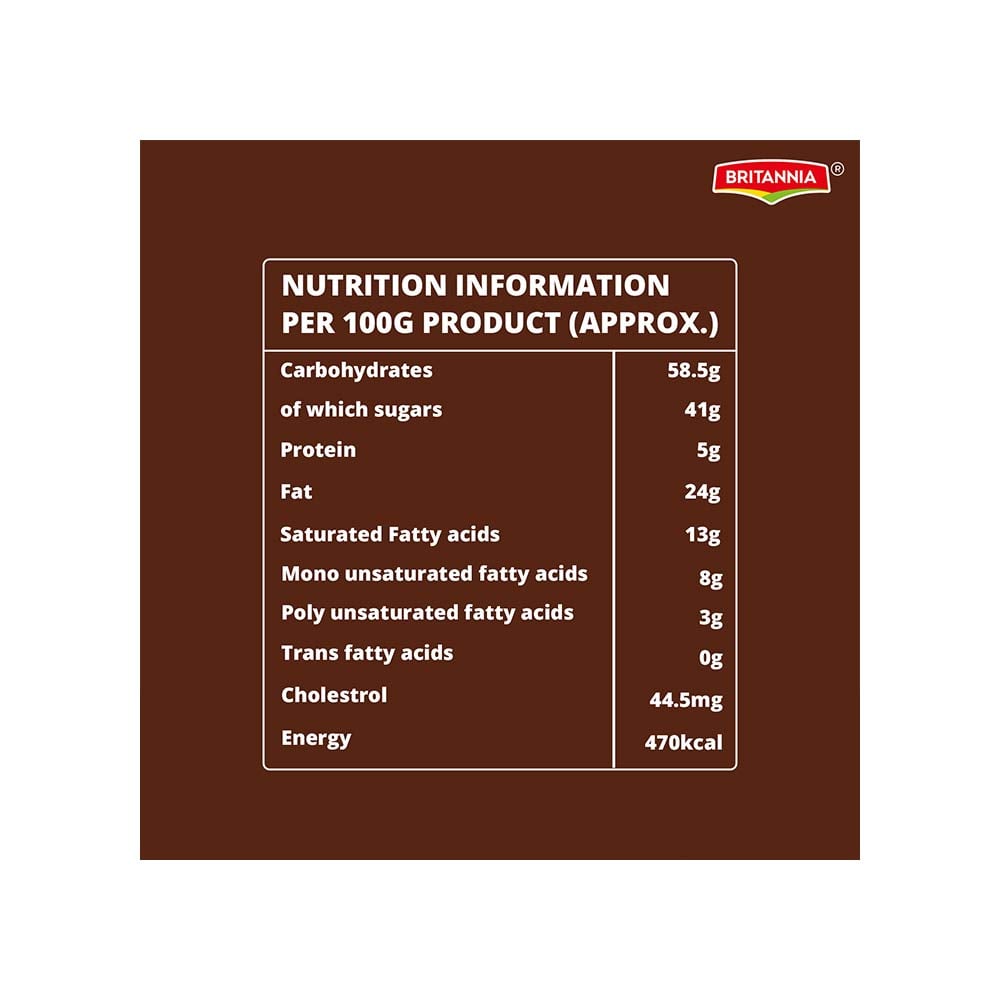 BRITANNIA ®
NUTRITION INFORMATION
PER 100G PRODUCT (APPROX.)
Carbohydrates 58.5g
of which sugars 41g
Protein 5g
Fat 24g
Saturated Fatty acids 13g
Mono unsaturated fatty acids 8g
Poly unsaturated fatty acids 3g
Trans fatty acids 0g
Cholestrol 44.5mg
Energy 470kcal